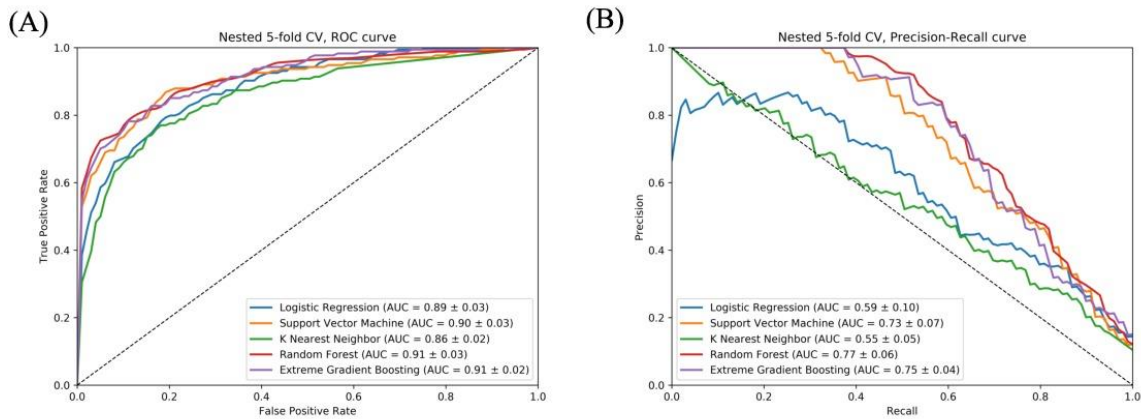 (A)
Nested 5-fold CV, ROC curve
1.0
0.8
0.6
0.4
0.2
0.0
True Positive Rate
Logistic Regression (AUC = 0.89 ± 0.03)
Support Vector Machine (AUC = 0.90 ± 0.03)
K Nearest Neighbor (AUC = 0.86 ± 0.02)
Random Forest (AUC = 0.91 ± 0.03)
Extreme Gradient Boosting (AUC = 0.91 ± 0.02)
0.0 0.2 0.4 0.6 0.8 1.0
False Positive Rate
(B)
Nested 5-fold CV, Precision-Recall curve
1.0
0.8
0.6
0.4
0.2
0.0
Precision
Logistic Regression (AUC = 0.59 ± 0.10)
Support Vector Machine (AUC = 0.73 ± 0.07)
K Nearest Neighbor (AUC = 0.55 ± 0.05)
Random Forest (AUC = 0.77 ± 0.06)
Extreme Gradient Boosting (AUC = 0.75 ± 0.04)
0.0 0.2 0.4 0.6 0.8 1.0
Recall